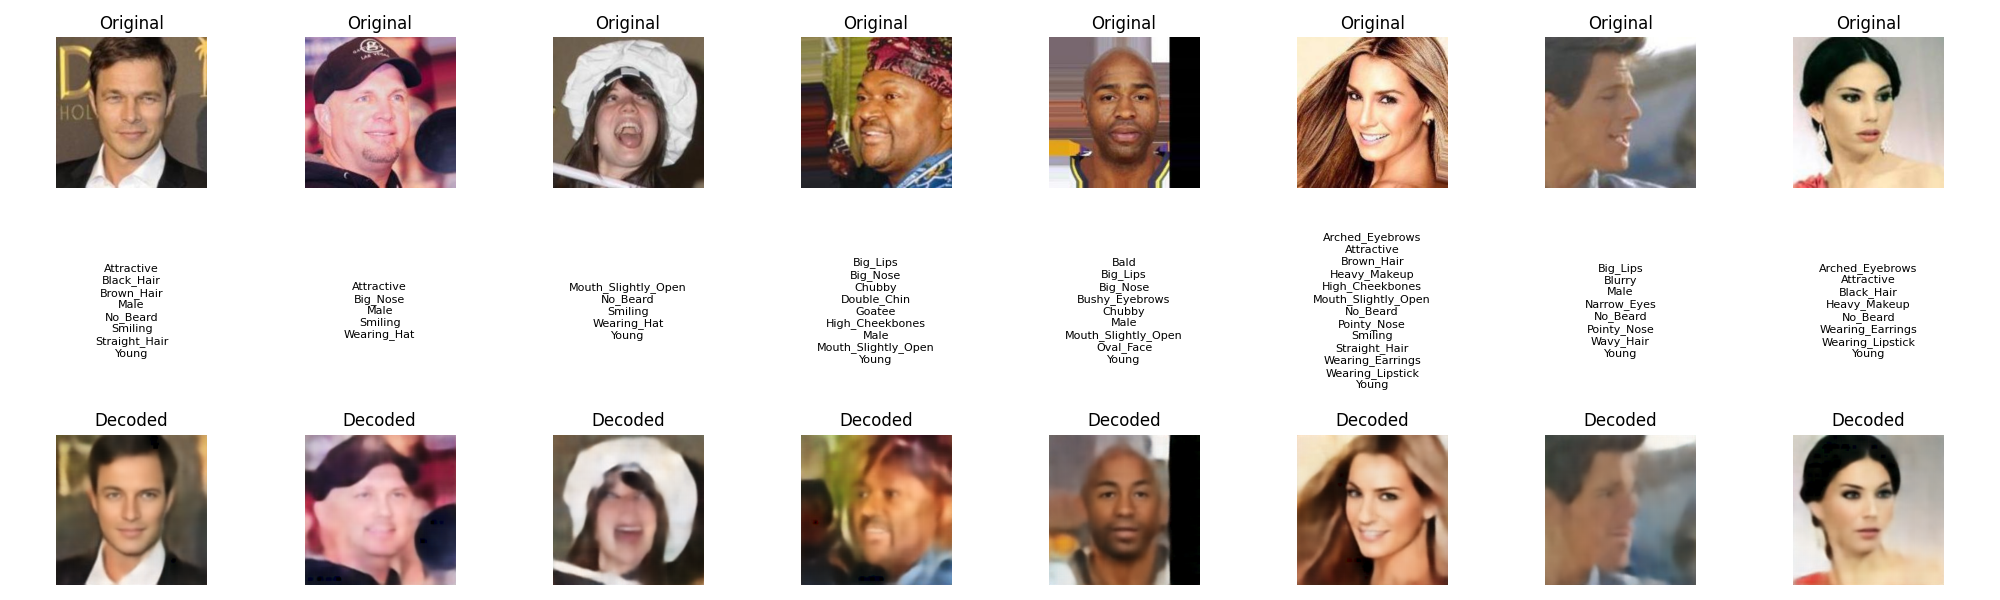 Original
Original
Original
Original
Original
Original
Original
Original
HOL
LAS VEGAS
Attractive
Black_Hair
Brown_Hair
Male
No_Beard
Smiling
Straight_Hair
Young
Attractive
Big_Nose
Male
Smiling
Wearing_Hat
Mouth_Slightly_Open
No_Beard
Smiling
Wearing_Hat
Young
Big_Lips
Big_Nose
Chubby
Double_Chin
Goatee
High_Cheekbones
Male
Mouth_Slightly_Open
Young
Bald
Big_Lips
Big_Nose
Bushy_Eyebrows
Chubby
Male
Mouth_Slightly_Open
Oval_Face
Young
Arched_Eyebrows
Attractive
Brown_Hair
Heavy_Makeup
High_Cheekbones
Mouth_Slightly_Open
No_Beard
Pointy_Nose
Smiling
Straight_Hair
Wearing_Earrings
Wearing_Lipstick
Young
Big_Lips
Blurry
Male
Narrow_Eyes
No_Beard
Pointy_Nose
Wavy_Hair
Young
Arched_Eyebrows
Attractive
Black_Hair
Heavy_Makeup
No_Beard
Wearing_Earrings
Wearing_Lipstick
Young
Decoded
Decoded
Decoded
Decoded
Decoded
Decoded
Decoded
Decoded